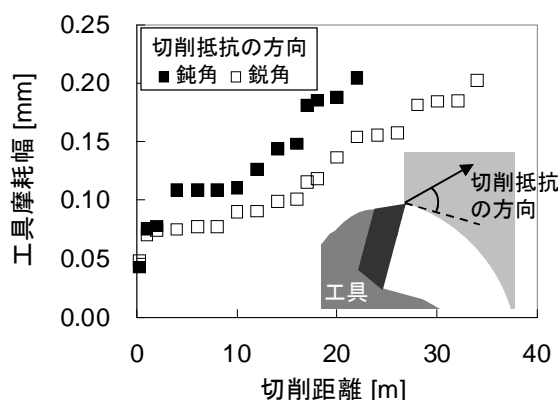 工具摩耗幅 [mm]
0.25
0.20
0.15
0.10
0.05
0.00
切削抵抗の方向
■ 鈍角 □ 鋭角
切削抵抗
の方向
工具
0 10 20 30 40
切削距離 [m]